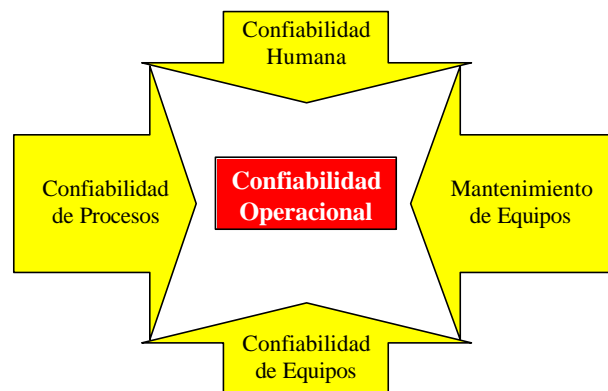 Confiabilidad
Humana
Confiabilidad
de Procesos
Confiabilidad
Operacional
Mantenimiento
de Equipos
Confiabilidad
de Equipos